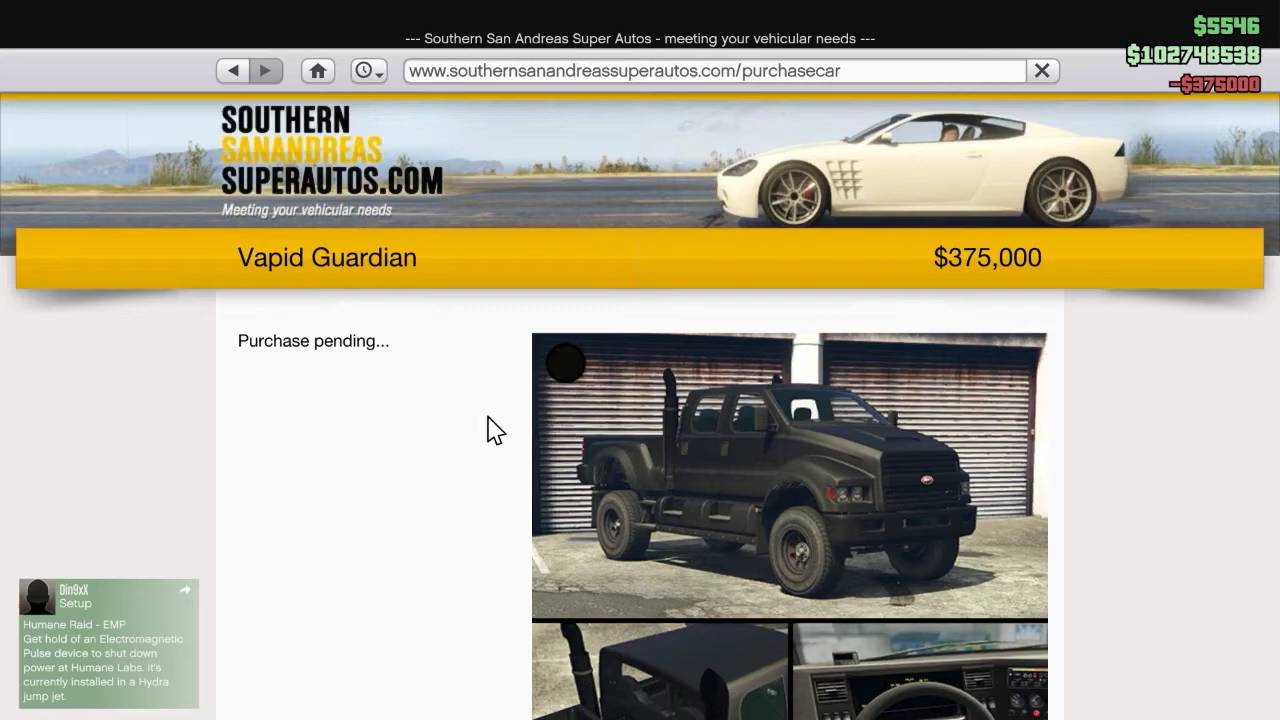 --- Southern San Andreas Super Autos - meeting your vehicular needs ---
$5546
$102748538
-$375000
www.southernsanandreassuperautos.com/purchasecar
SOUTHERN
SANANDREAS
SUPERAUTOS.COM
Meeting your vehicular needs
Vapid Guardian
$375,000
Purchase pending...
Din9xX
Setup
Humane Raid - EMP
Get hold of an Electromagnetic
Pulse device to shut down
power at Humane Labs. It's
currently installed in a Hydra
jump jet.